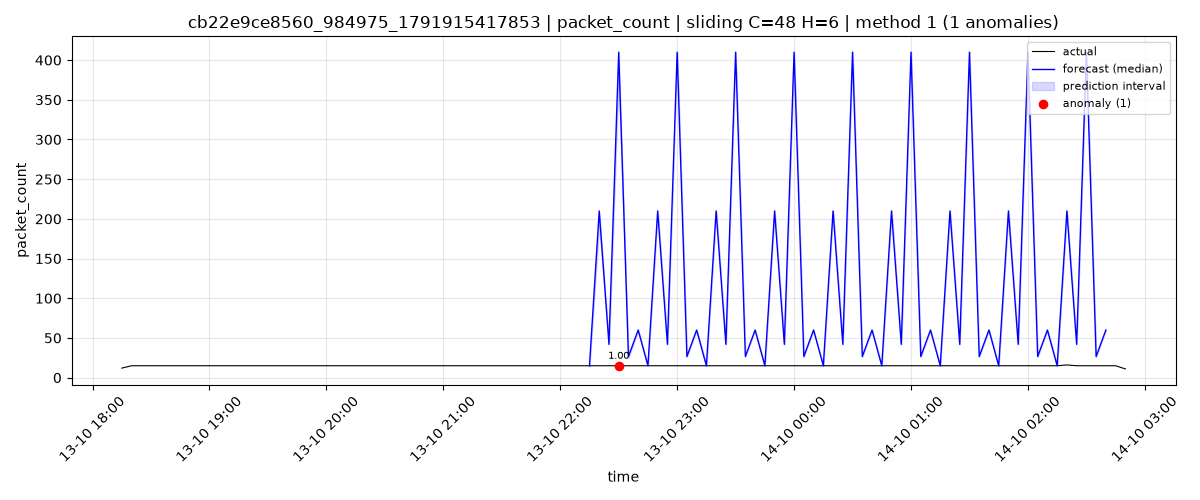 cb22e9ce8560_984975_1791915417853 | packet_count | sliding C=48 H=6 | method 1 (1 anomalies)
packet_count
400
350
300
250
200
150
100
50
0
actual
forecast (median)
prediction interval
anomaly (1)
1.00
13-10 18:00
13-10 19:00
13-10 20:00
13-10 21:00
13-10 22:00
13-10 23:00
14-10 00:00
14-10 01:00
14-10 02:00
14-10 03:00
time